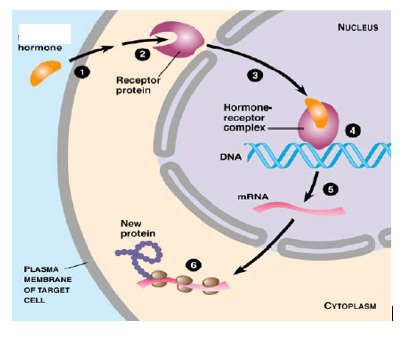 hormone
1
2
Receptor
protein
NUCLEUS
3
Hormone-
receptor
complex
4
DNA
5
mRNA
New
protein
6
PLASMA
MEMBRANE
OF TARGET
CELL
CYTOPLASM